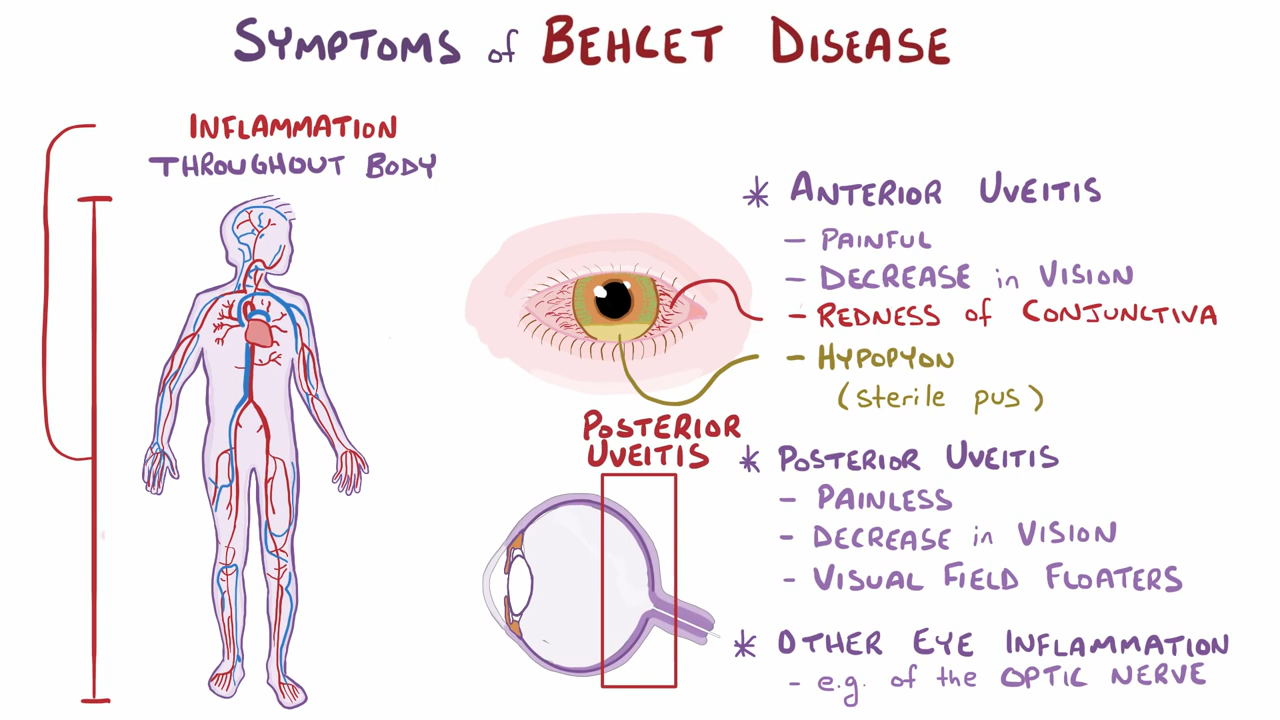 SYMPTOMS of BEHCET DISEASE
INFLAMMATION
THROUGHOUT BODY
* ANTERIOR UVEITIS
- PAINFUL
- DECREASE in VISION
- REDNESS of CONJUNCTIVA
- HYPOPYON
(sterile pus)
POSTERIOR
UVEITIS
* POSTERIOR UVEITIS
- PAINLESS
- DECREASE in VISION
- VISUAL FIELD FLOATERS
* OTHER EYE INFLAMMATION
- e.g. of the OPTIC NERVE